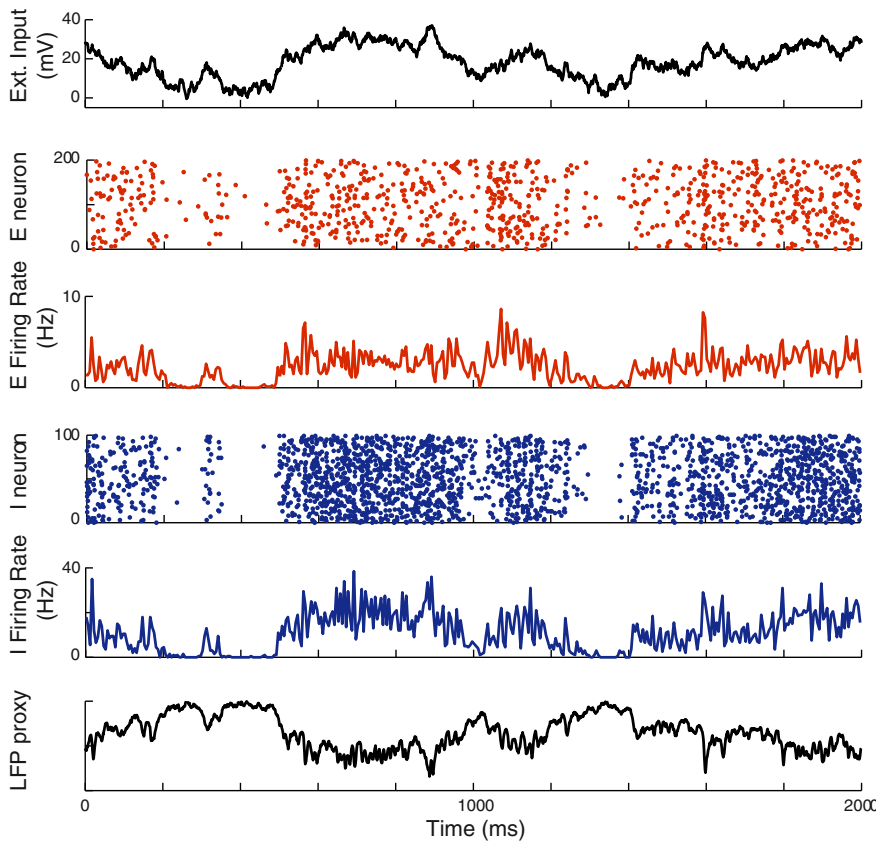 Ext. Input
(mV)
40
20
0
E neuron
200
0
E Firing Rate
(Hz)
10
0
I neuron
100
0
I Firing Rate
(Hz)
40
0
LFP proxy
0
1000
2000
Time (ms)